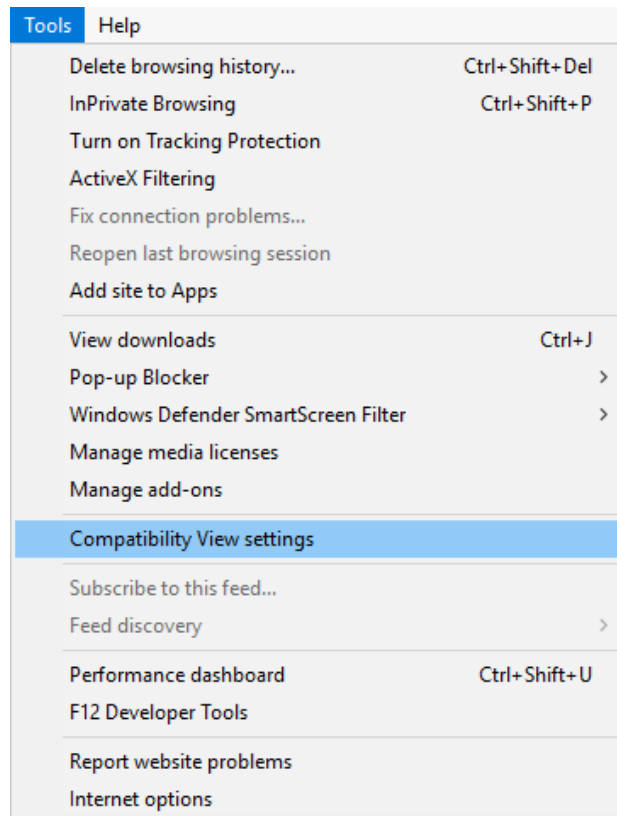 Tools Help
Delete browsing history... Ctrl+Shift+Del
InPrivate Browsing Ctrl+Shift+P
Turn on Tracking Protection
ActiveX Filtering
Fix connection problems...
Reopen last browsing session
Add site to Apps
View downloads Ctrl+J
Pop-up Blocker
Windows Defender SmartScreen Filter
Manage media licenses
Manage add-ons
Compatibility View settings
Subscribe to this feed...
Feed discovery
Performance dashboard Ctrl+Shift+U
F12 Developer Tools
Report website problems
Internet options